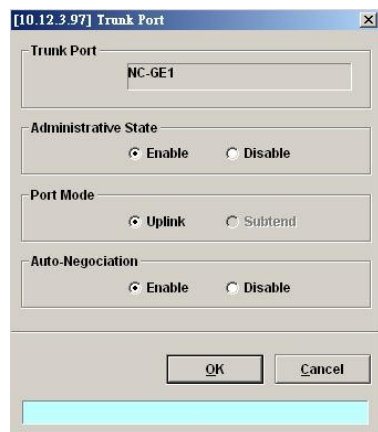 [10.12.3.97] Trunk Port
Trunk Port
NC-GE1
Administrative State
Enable Disable
Port Mode
Uplink Subtend
Auto-Negociation
Enable Disable
OK Cancel